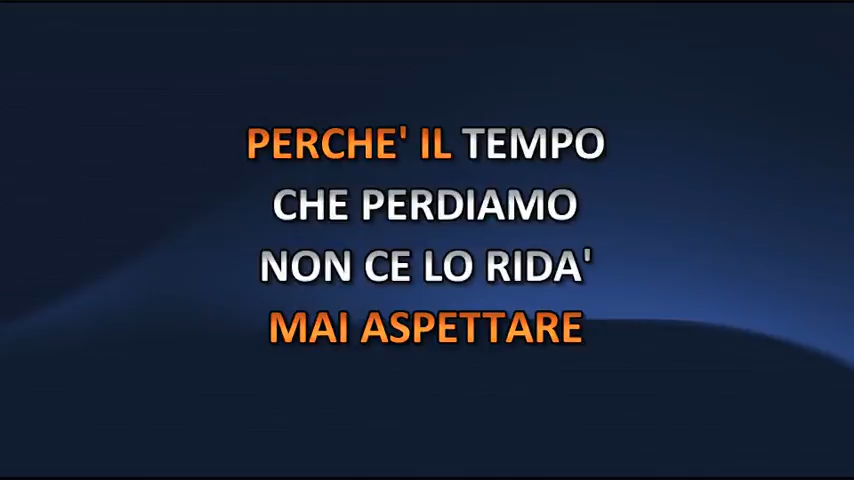 PERCHE' IL TEMPO
CHE PERDIAMO
NON CE LO RIDA'
MAI ASPETTARE